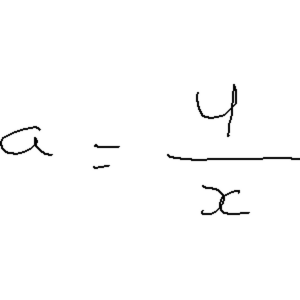 a = y/x